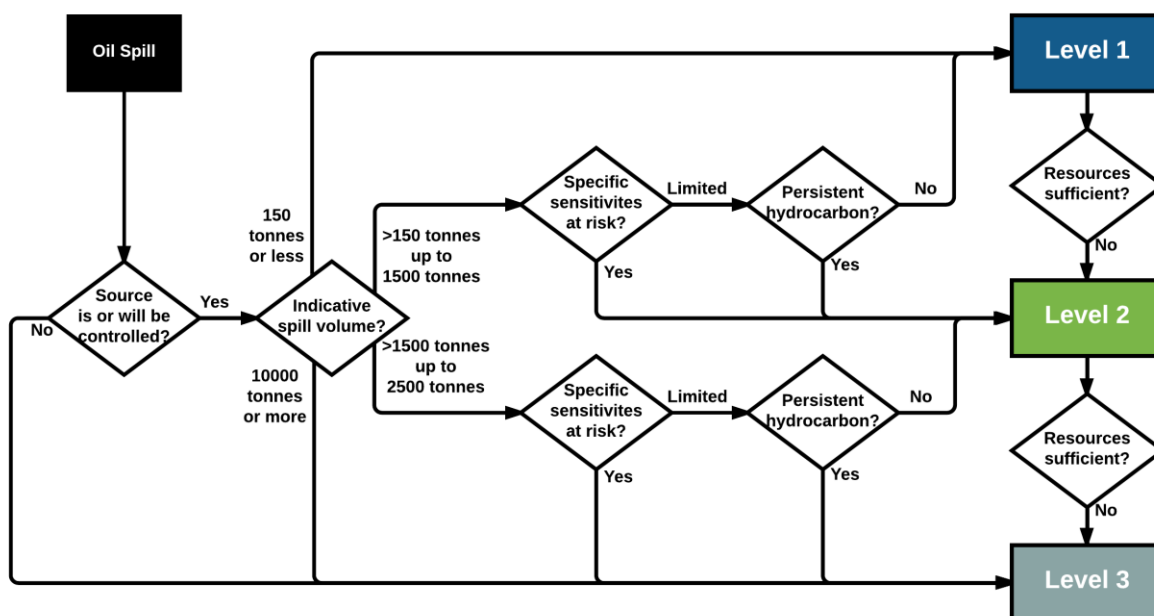 Oil Spill
Level 1
Specific
sensitivites
at risk?
Limited
Persistent
hydrocarbon?
No
Resources
sufficient?
150
tonnes
or less
>150 tonnes
up to
1500 tonnes
Yes
Yes
No
Source
is or will be
controlled?
No
Yes
Indicative
spill volume?
Level 2
10000
tonnes
or more
>1500 tonnes
up to
2500 tonnes
Specific
sensitivites
at risk?
Limited
Persistent
hydrocarbon?
No
Resources
sufficient?
Yes
Yes
No
Level 3